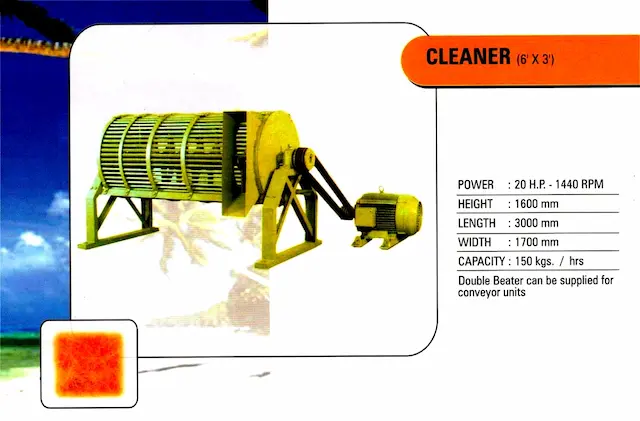 CLEANER (6' X 3')
POWER : 20 H.P. - 1440 RPM
HEIGHT : 1600 mm
LENGTH : 3000 mm
WIDTH : 1700 mm
CAPACITY : 150 kgs. / hrs
Double Beater can be supplied for
conveyor units